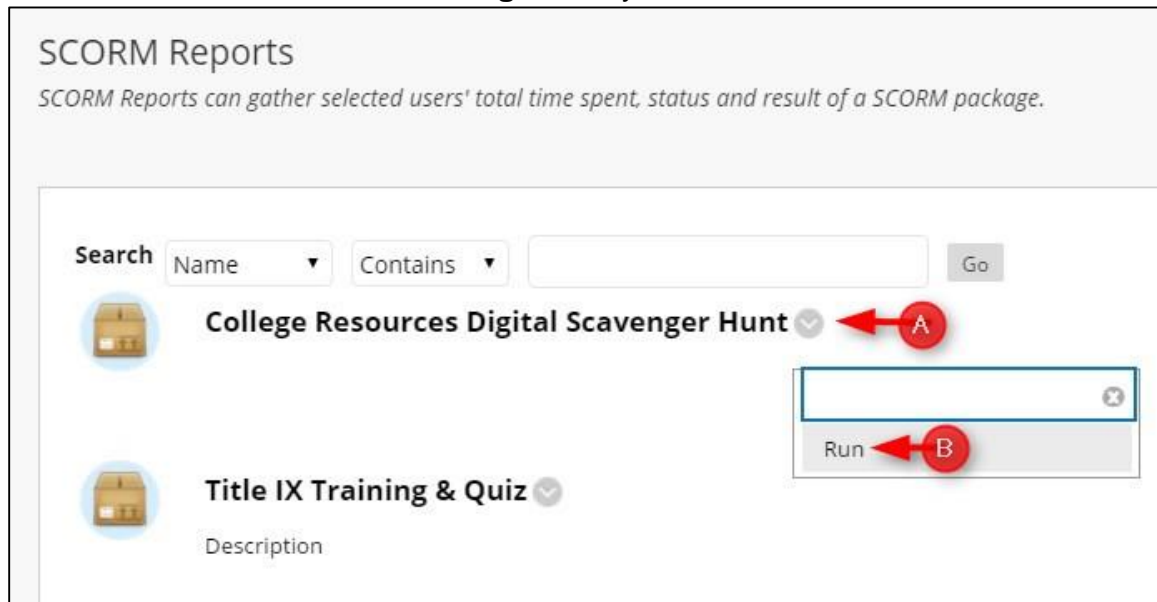 SCORM Reports
SCORM Reports can gather selected users' total time spent, status and result of a SCORM package.
Search Name Contains Go
College Resources Digital Scavenger Hunt A
Run B
Title IX Training & Quiz
Description